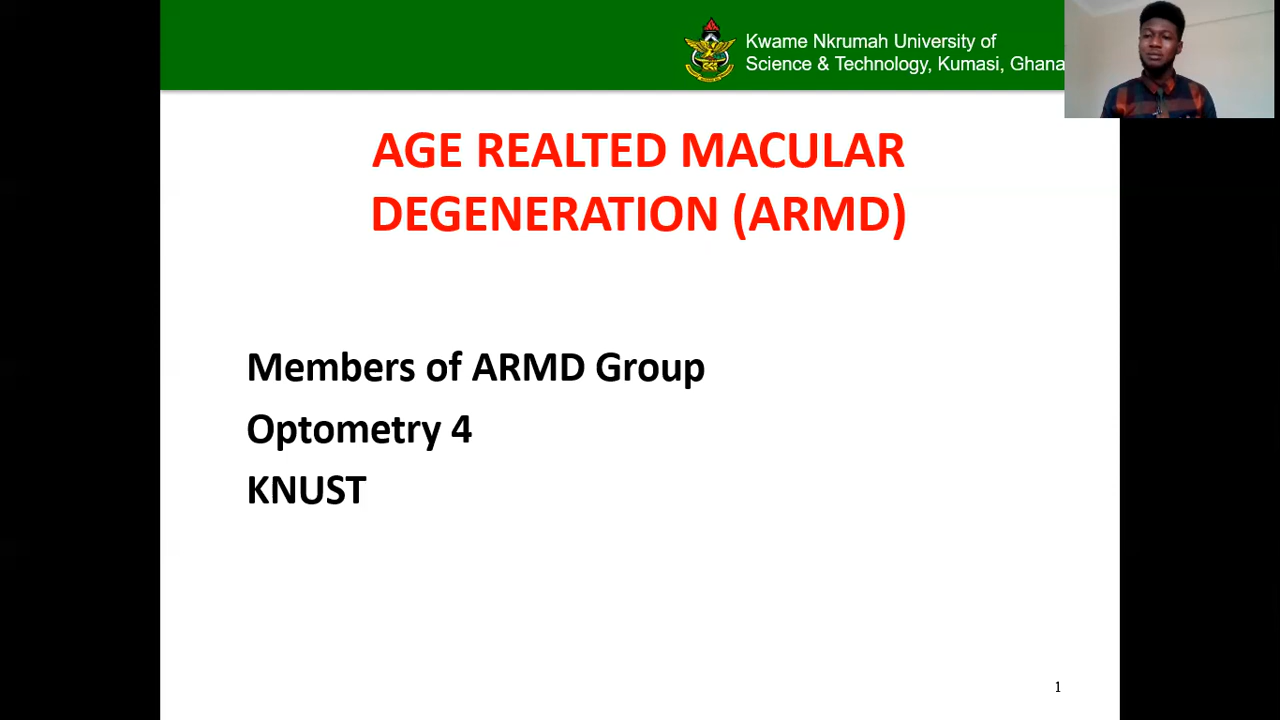 Kwame Nkrumah University of
Science & Technology, Kumasi, Ghana
AGE REALTED MACULAR
DEGENERATION (ARMD)
Members of ARMD Group
Optometry 4
KNUST
1